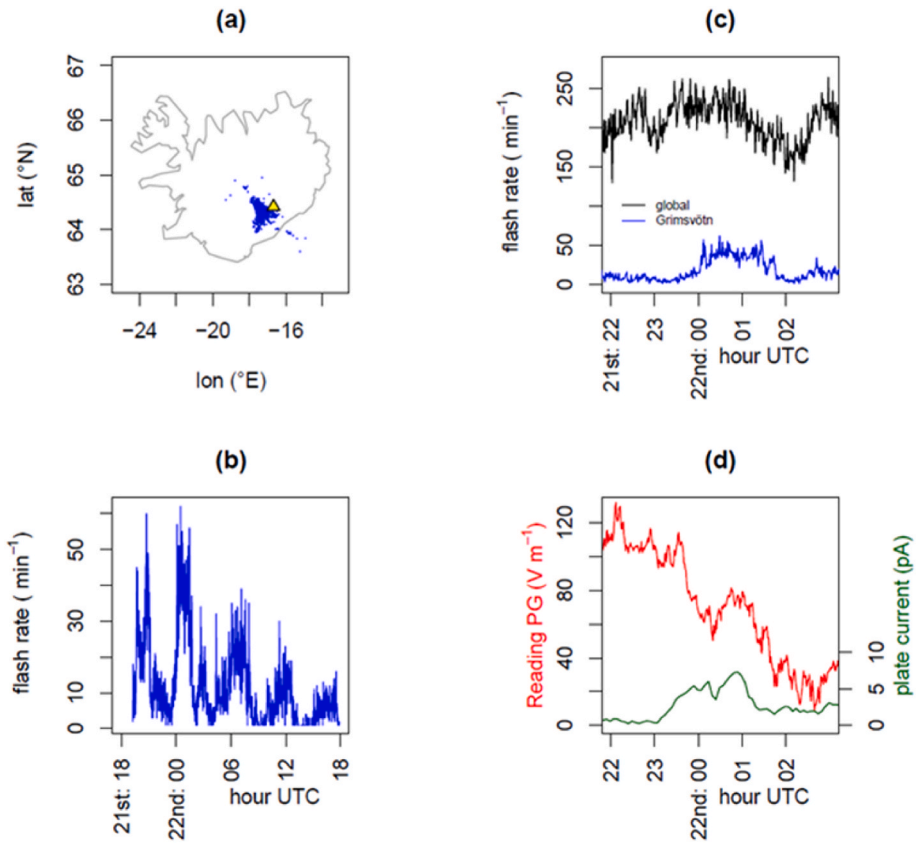 (a)
lat (°N)
67
66
65
64
63
−24
−20
−16
lon (°E)
(c)
flash rate ( min⁻¹)
250
150
50
0
global
Grimsvötn
21st: 22
23
22nd: 00
01
02
hour UTC
(b)
flash rate ( min⁻¹)
50
30
10
0
21st: 18
22nd: 00
06
12
18
hour UTC
(d)
Reading PG (V m⁻¹)
120
80
40
0
10
5
0
plate current (pA)
22
23
22nd: 00
01
02
hour UTC